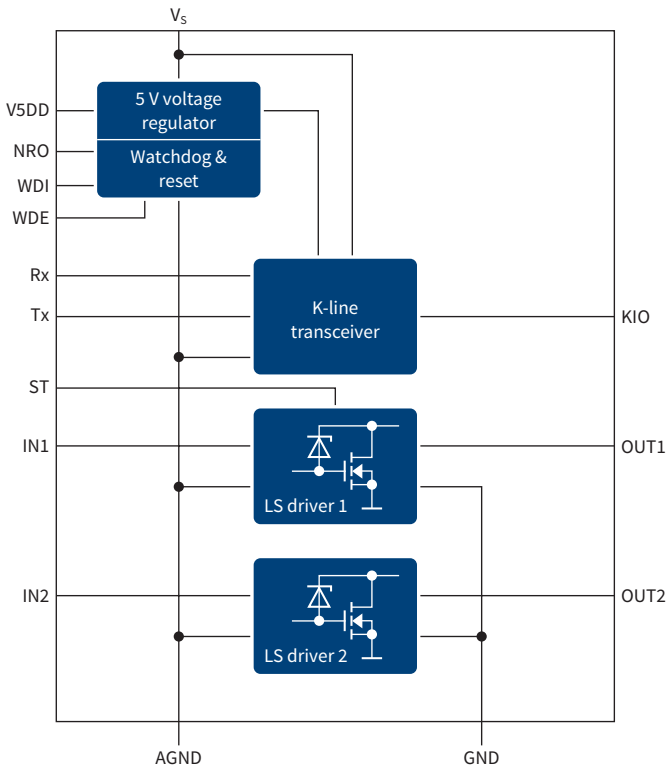 VS
5 V voltage
regulator
V5DD
Watchdog &
reset
NRO
WDI
WDE
Rx
Tx
K-line
transceiver
KIO
ST
IN1
OUT1
LS driver 1
IN2
OUT2
LS driver 2
AGND
GND